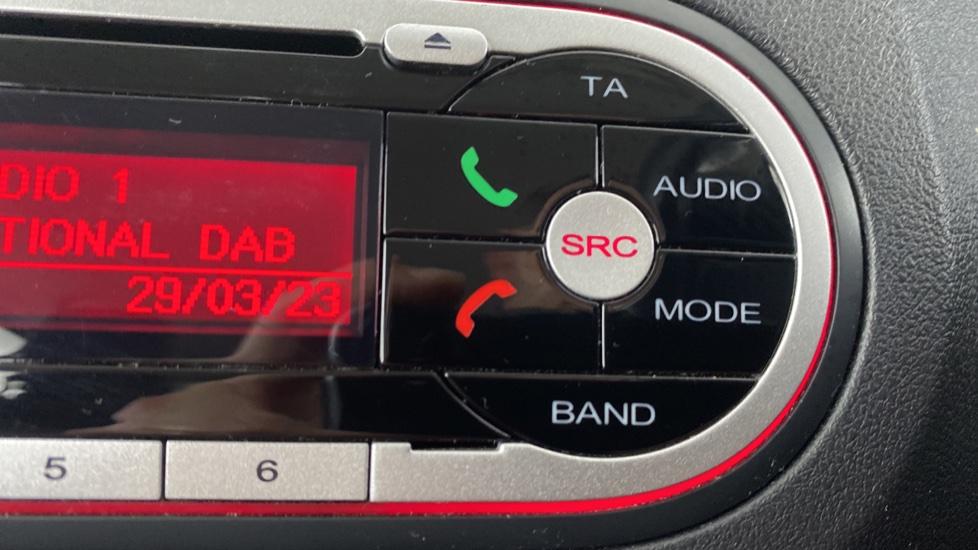 TA
DIO 1
AUDIO
TIONAL DAB
SRC
29/03/23
MODE
BAND
5
6